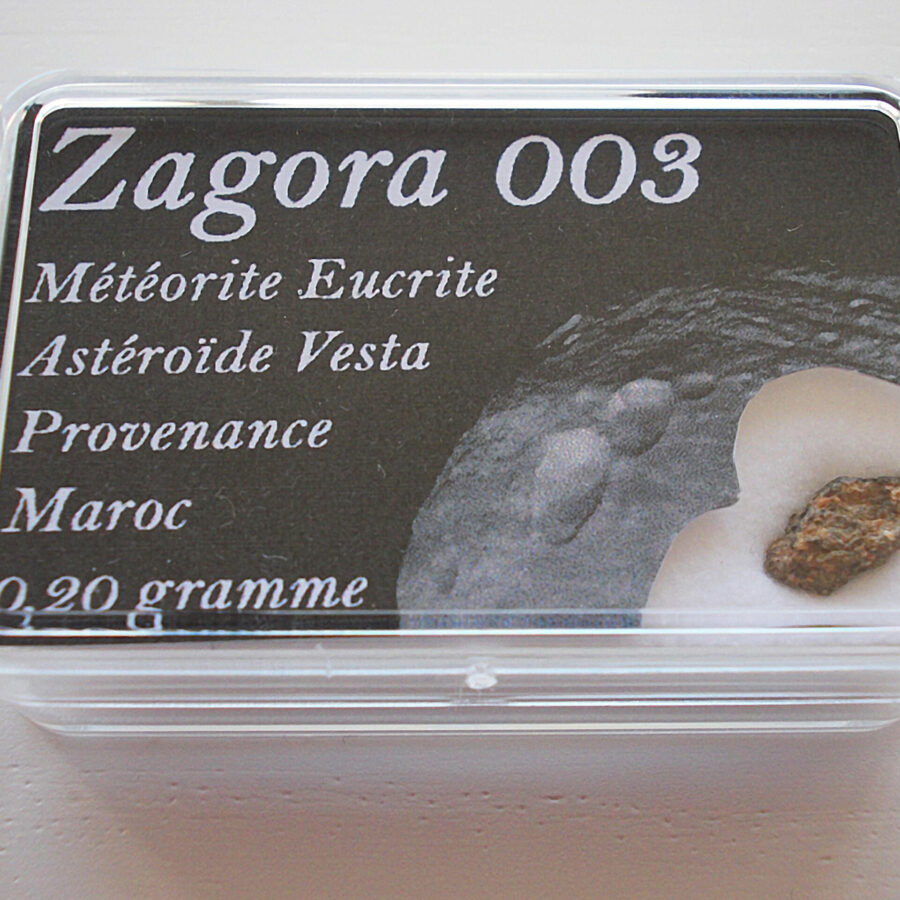 Zagora 003
Météorite Eucrite
Astéroïde Vesta
Provenance
Maroc
0,20 gramme